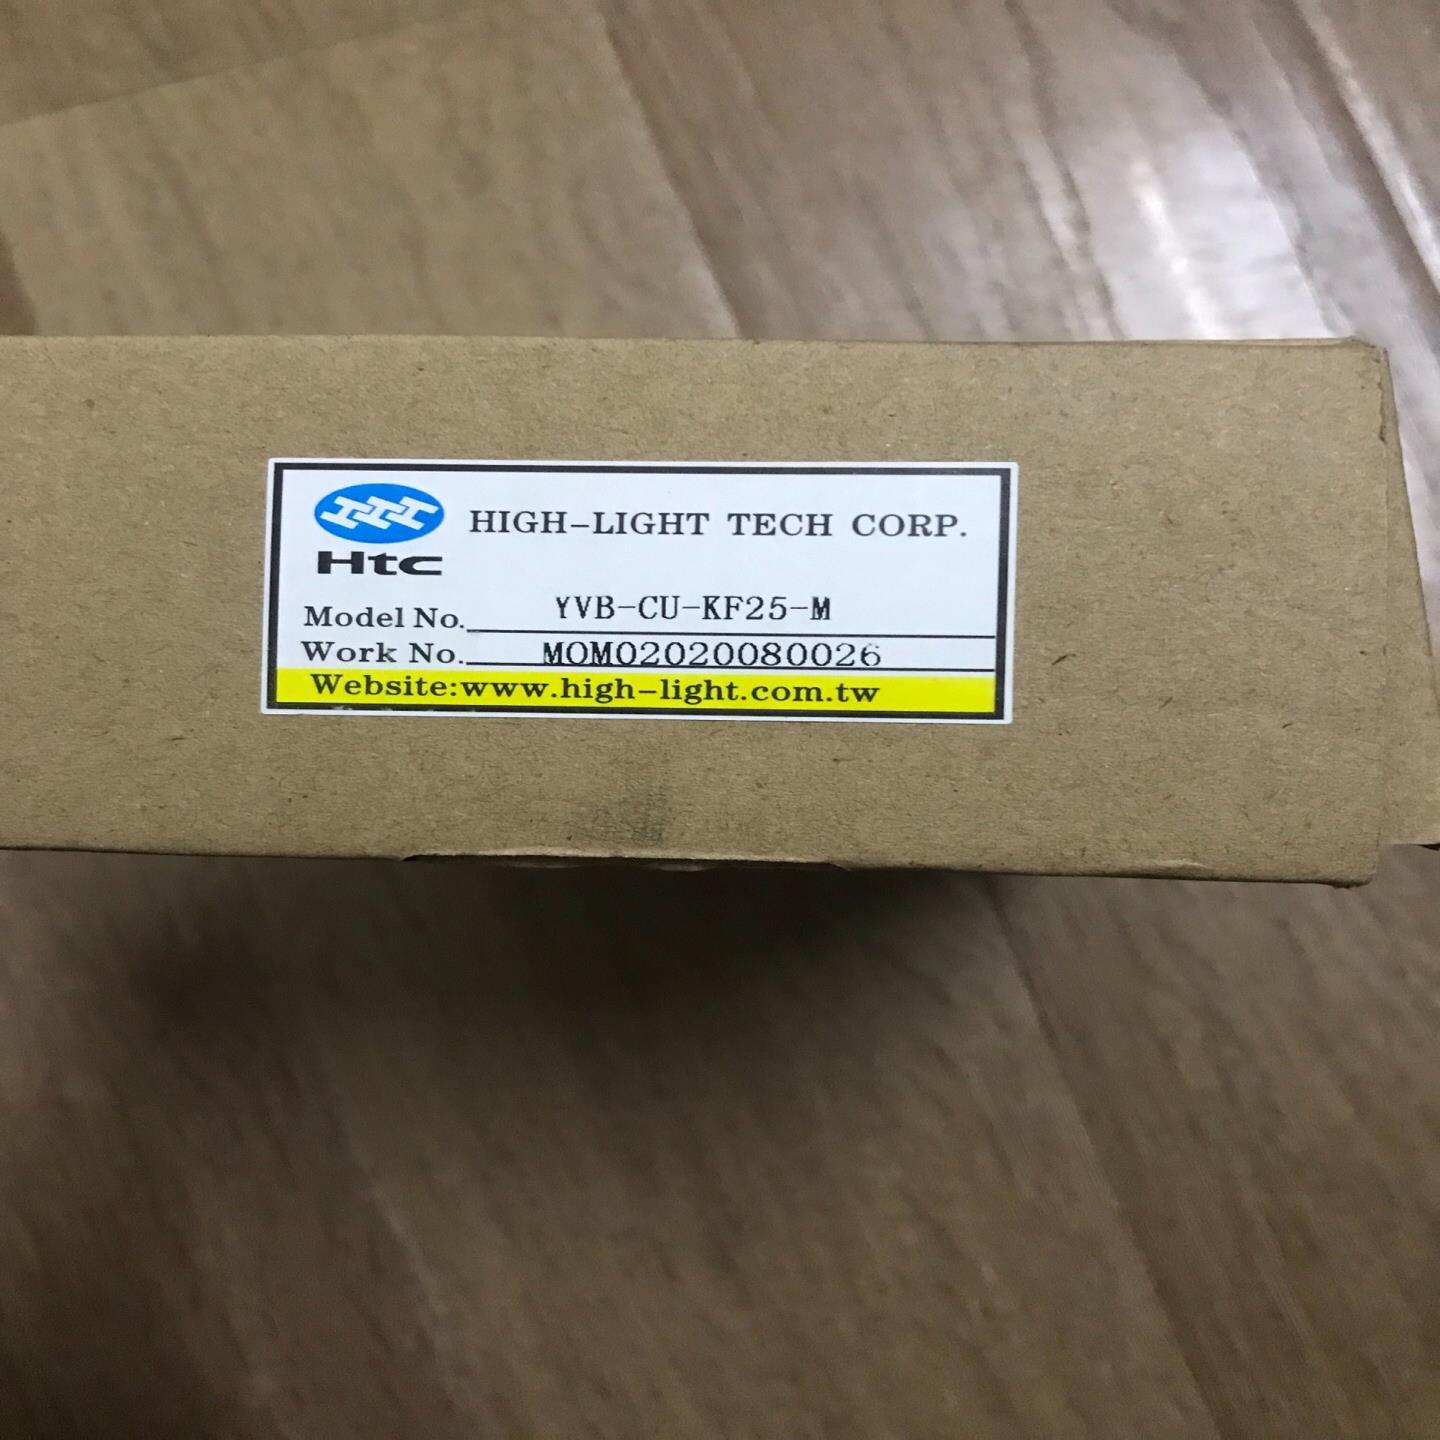 Htc
HIGH-LIGHT TECH CORP.
Model No. YVB-CU-KF25-M
Work No. MOM02020080026
Website:www.high-light.com.tw